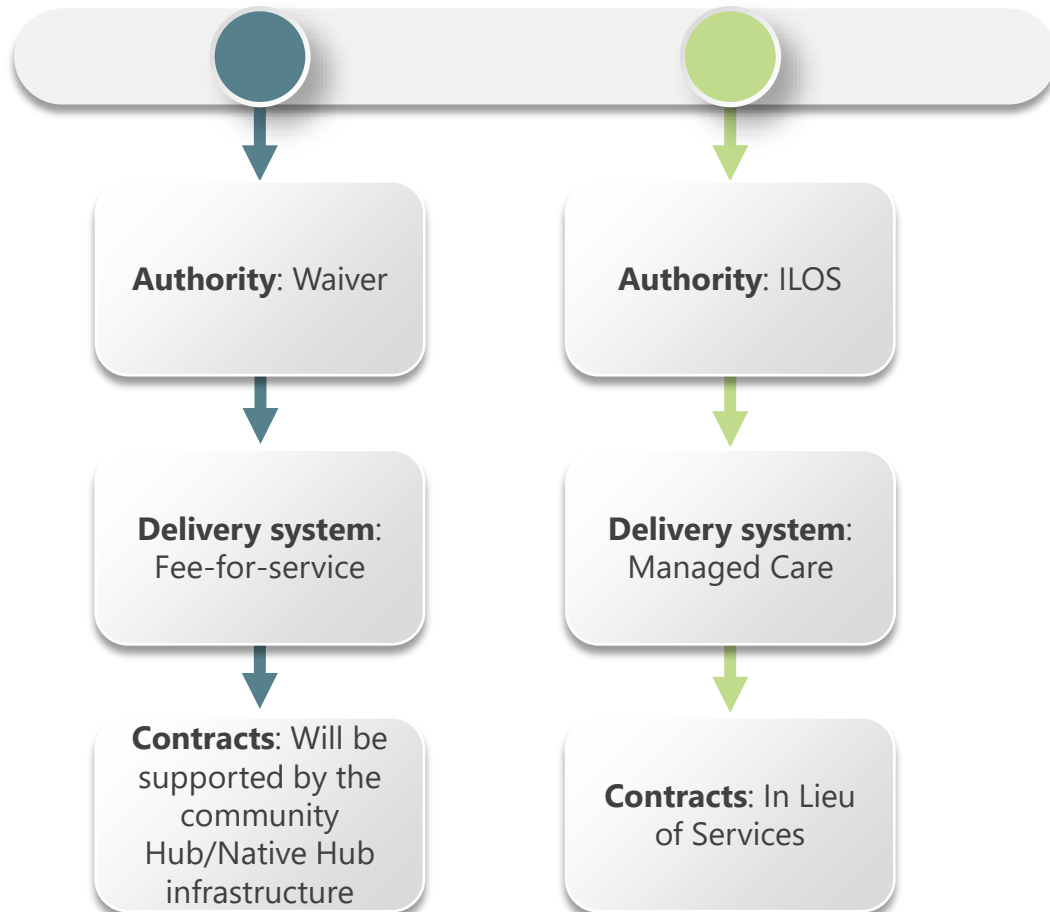 Authority: Waiver
Delivery system:
Fee-for-service
Contracts: Will be
supported by the
community
Hub/Native Hub
infrastructure
Authority: ILOS
Delivery system:
Managed Care
Contracts: In Lieu
of Services